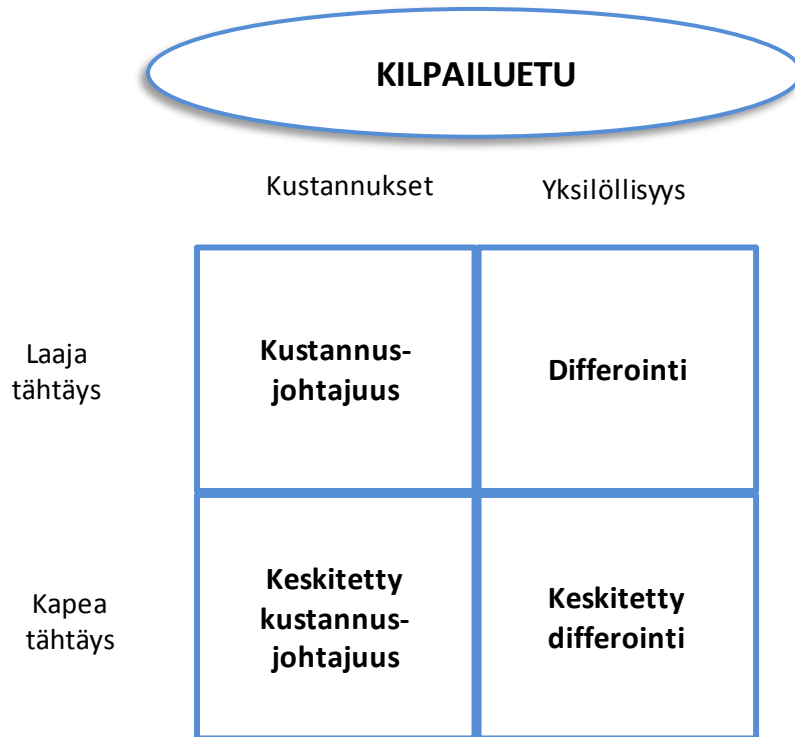 KILPAILUETU
Kustannukset
Yksilöllisyys
Laaja
tähtäys
Kustannus-
johtajuus
Differointi
Kapea
tähtäys
Keskitetty
kustannus-
johtajuus
Keskitetty
differointi